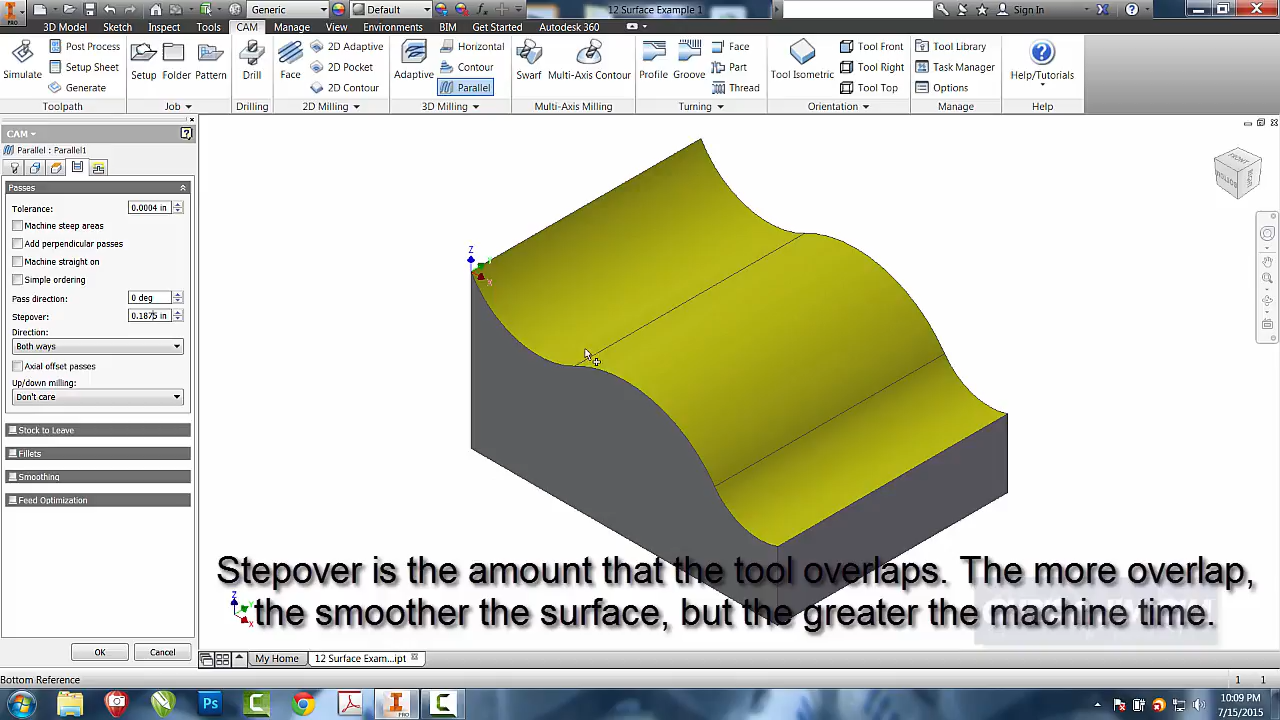 PRO
Generic
Default
12 Surface Example 1
Sign In
3D Model Sketch Inspect Tools CAM Manage View Environments BIM Get Started Autodesk 360
Simulate
Post Process
Setup Sheet
Generate
Toolpath
Setup
Folder
Job
Drill
Drilling
Face
2D Adaptive
2D Pocket
2D Contour
2D Milling
Adaptive
Horizontal
Contour
Parallel
3D Milling
Swarf
Multi-Axis Contour
Multi-Axis Milling
Profile
Groove
Face
Part
Thread
Turning
Tool Isometric
Tool Front
Tool Right
Tool Top
Orientation
Tool Library
Task Manager
Options
Manage
Help/Tutorials
Help
CAM
Parallel : Parallel1
Passes
Tolerance: 0.0004 in
Machine steep areas
Add perpendicular passes
Machine straight on
Simple ordering
Pass direction: 0 deg
Stepover: 0.1875 in
Direction:
Both ways
Axial offset passes
Up/down milling:
Don't care
Stock to Leave
Fillets
Smoothing
Feed Optimization
OK Cancel
Z
X
FRONT
BOTTOM
Stepover is the amount that the tool overlaps. The more overlap,
the smoother the surface, but the greater the machine time.
Z
X
My Home
12 Surface Exam...ipt
Bottom Reference
1 1
Ps
PRO
10:09 PM
7/15/2015